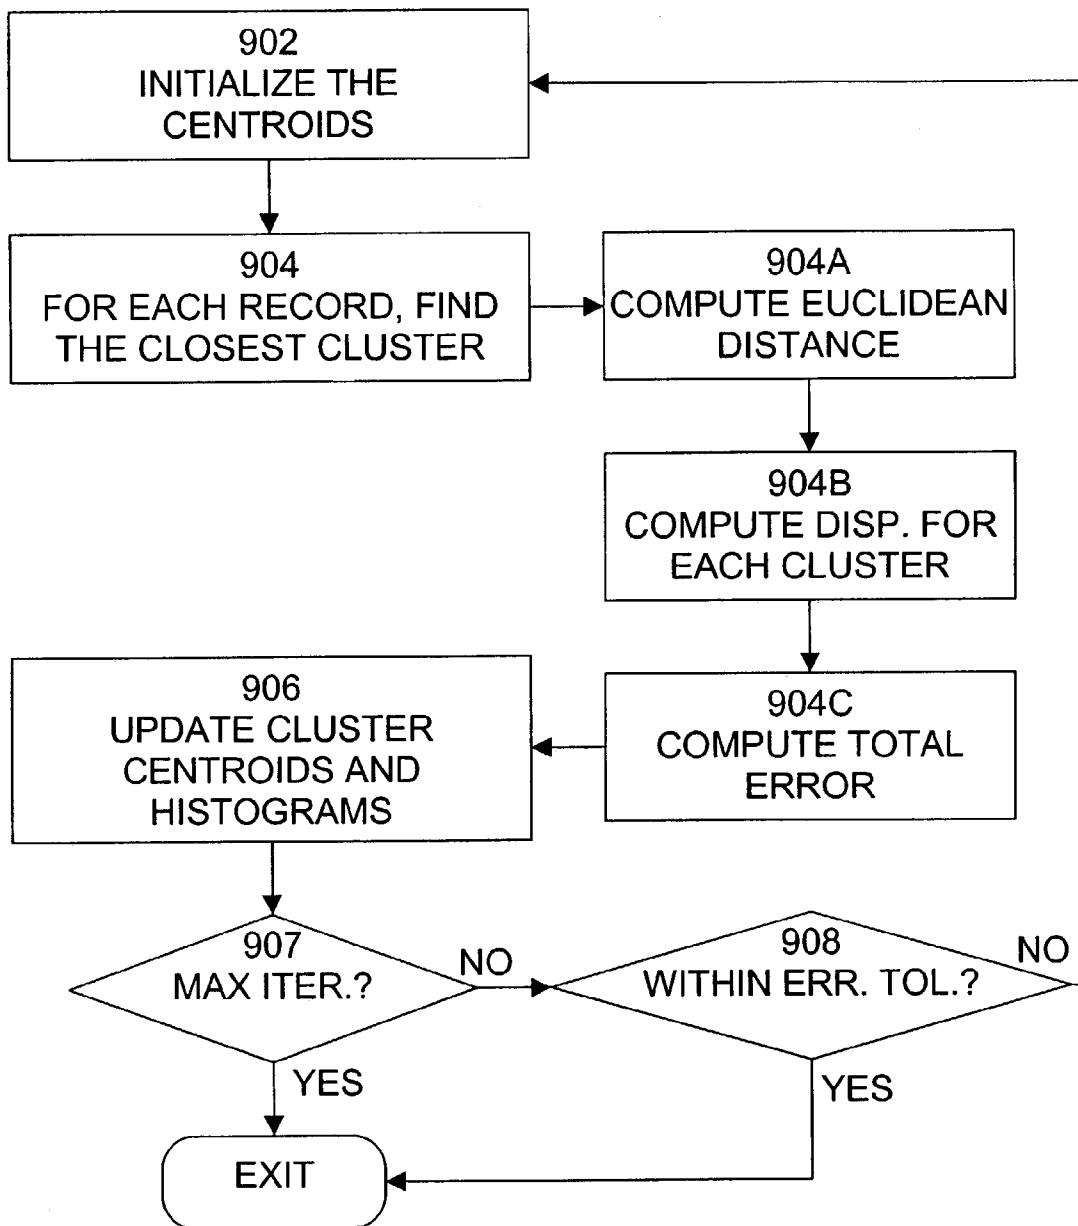 902
INITIALIZE THE
CENTROIDS
904
FOR EACH RECORD, FIND
THE CLOSEST CLUSTER
904A
COMPUTE EUCLIDEAN
DISTANCE
904B
COMPUTE DISP. FOR
EACH CLUSTER
904C
COMPUTE TOTAL
ERROR
906
UPDATE CLUSTER
CENTROIDS AND
HISTOGRAMS
907
MAX ITER.?
NO
YES
908
WITHIN ERR. TOL.?
NO
YES
EXIT